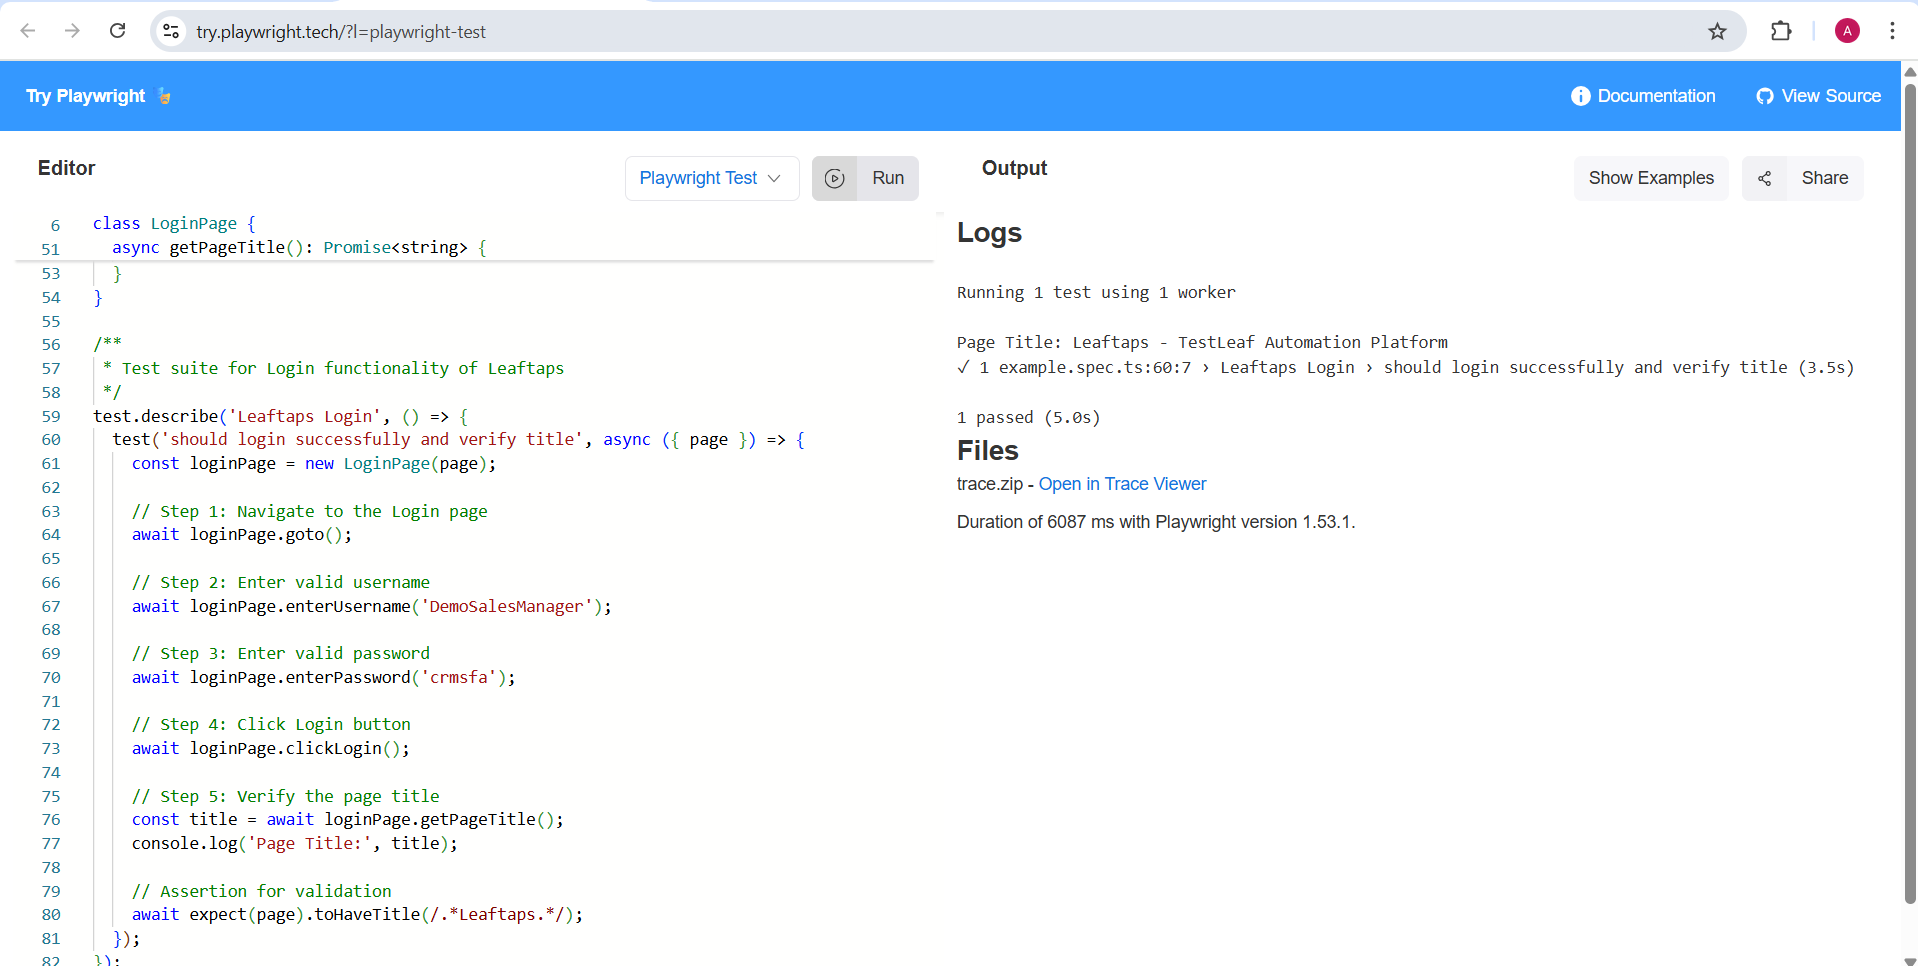 try.playwright.tech/?l=playwright-test
A
Try Playwright
Documentation
View Source
Editor
Playwright Test
Run
Output
Show Examples
Share
6 class LoginPage {
51 async getPageTitle(): Promise<string> {
53 }
54 }
55
56 /**
57 * Test suite for Login functionality of Leaftaps
58 */
59 test.describe('Leaftaps Login', () => {
60 test('should login successfully and verify title', async ({ page }) => {
61 const loginPage = new LoginPage(page);
62
63 // Step 1: Navigate to the Login page
64 await loginPage.goto();
65
66 // Step 2: Enter valid username
67 await loginPage.enterUsername('DemoSalesManager');
68
69 // Step 3: Enter valid password
70 await loginPage.enterPassword('crmsfa');
71
72 // Step 4: Click Login button
73 await loginPage.clickLogin();
74
75 // Step 5: Verify the page title
76 const title = await loginPage.getPageTitle();
77 console.log('Page Title:', title);
78
79 // Assertion for validation
80 await expect(page).toHaveTitle(/.*Leaftaps.*/);
81 });
82 });
Logs
Running 1 test using 1 worker
Page Title: Leaftaps - TestLeaf Automation Platform
✓ 1 example.spec.ts:60:7 › Leaftaps Login › should login successfully and verify title (3.5s)
1 passed (5.0s)
Files
trace.zip - Open in Trace Viewer
Duration of 6087 ms with Playwright version 1.53.1.